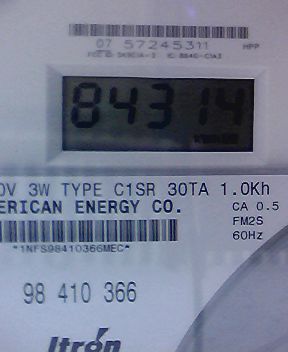 07 57245311 HPP
84314
0V 3W TYPE C1SR 30TA 1.0Kh
ERICAN ENERGY CO. CA 0.5
FM2S
60Hz
*1NFS98410366MEC*
98 410 366
Itron